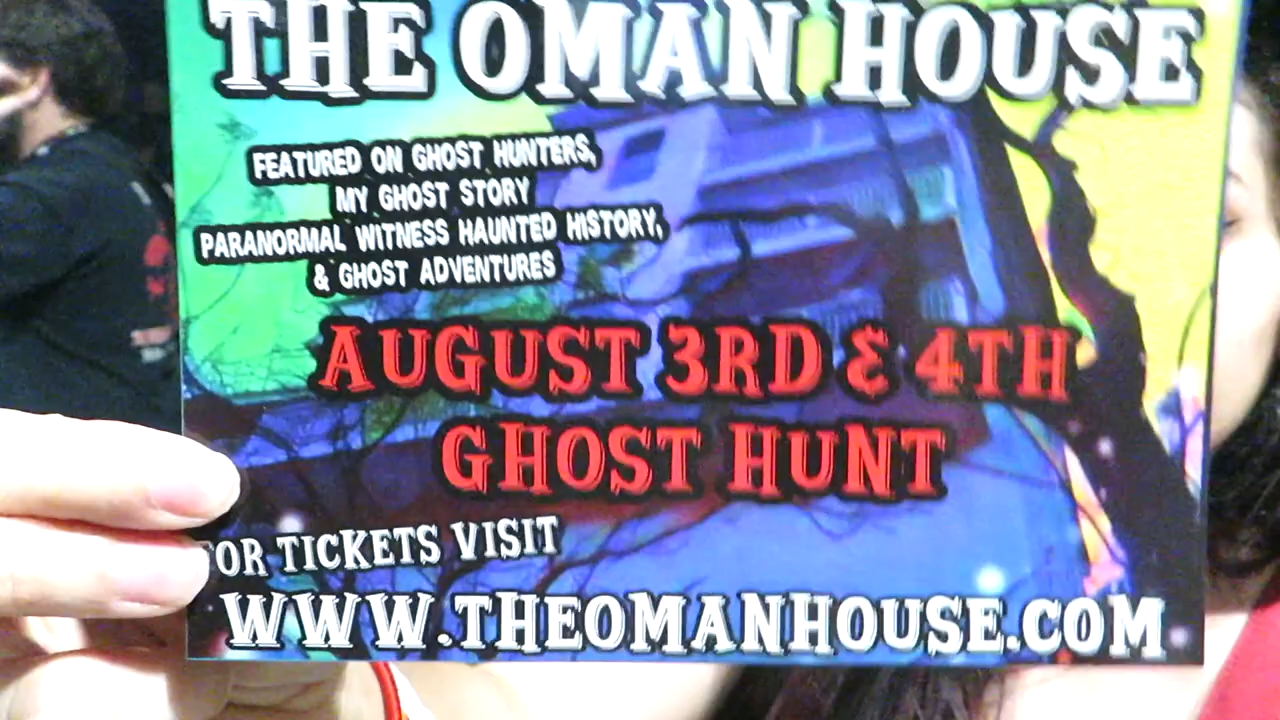 THE OMAN HOUSE
FEATURED ON GHOST HUNTERS,
MY GHOST STORY
PARANORMAL WITNESS HAUNTED HISTORY,
& GHOST ADVENTURES
AUGUST 3RD & 4TH
GHOST HUNT
FOR TICKETS VISIT
WWW.THEOMANHOUSE.COM